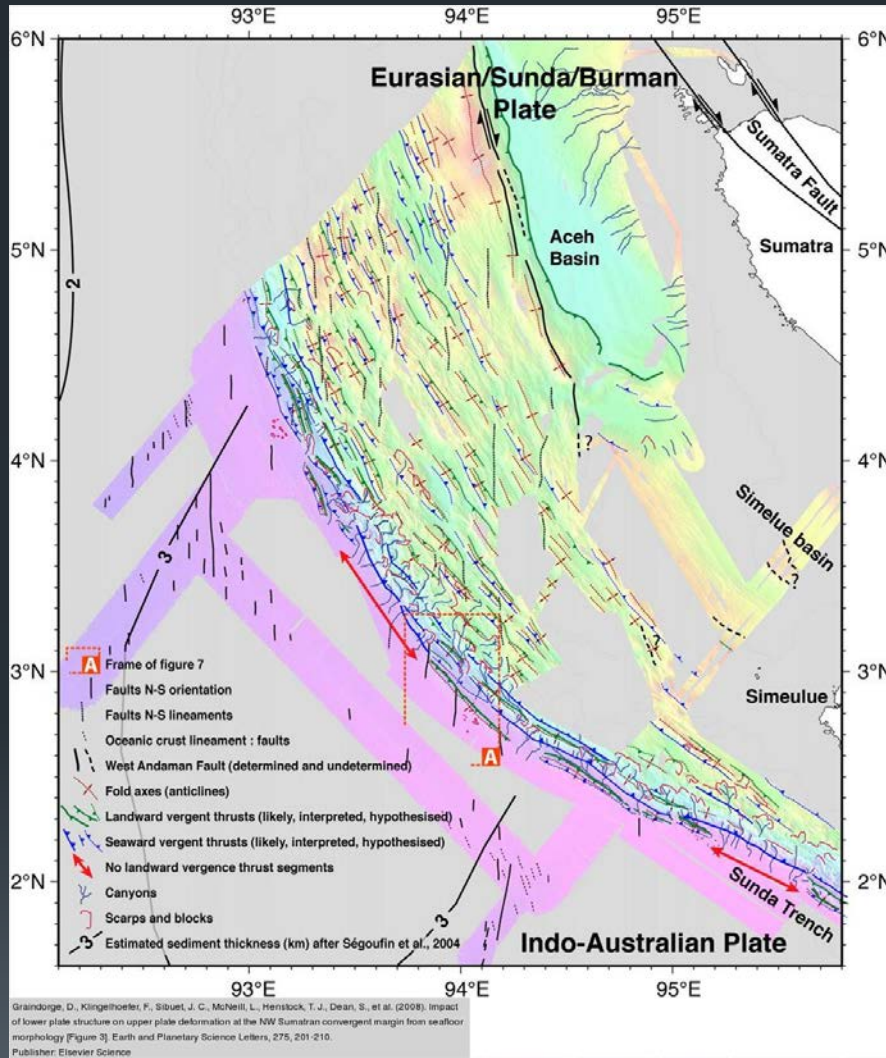 93°E
94°E
95°E
6°N
6°N
Eurasian/Sunda/Burman
Plate
Sumatra Fault
5°N
5°N
Aceh
Basin
Sumatra
2
4°N
4°N
?
Simelue basin
?
3
3°N
3°N
?
A Frame of figure 7
Simeulue
Faults N-S orientation
Faults N-S lineaments
Oceanic crust lineament : faults
A
West Andaman Fault (determined and undetermined)
Fold axes (anticlines)
Landward vergent thrusts (likely, interpreted, hypothesised)
Seaward vergent thrusts (likely, interpreted, hypothesised)
No landward vergence thrust segments
2°N
2°N
Canyons
Sunda Trench
Scarps and blocks
3
3 Estimated sediment thickness (km) after Ségoufin et al., 2004
Indo-Australian Plate
93°E
94°E
95°E
Graindorge, D., Klingelhoefer, F., Sibuet, J. C., McNeill, L., Henstock, T. J., Dean, S., et al. (2008). Impact
of lower plate structure on upper plate deformation at the NW Sumatran convergent margin from seafloor
morphology [Figure 3]. Earth and Planetary Science Letters, 275, 201-210.
Publisher: Elsevier Science